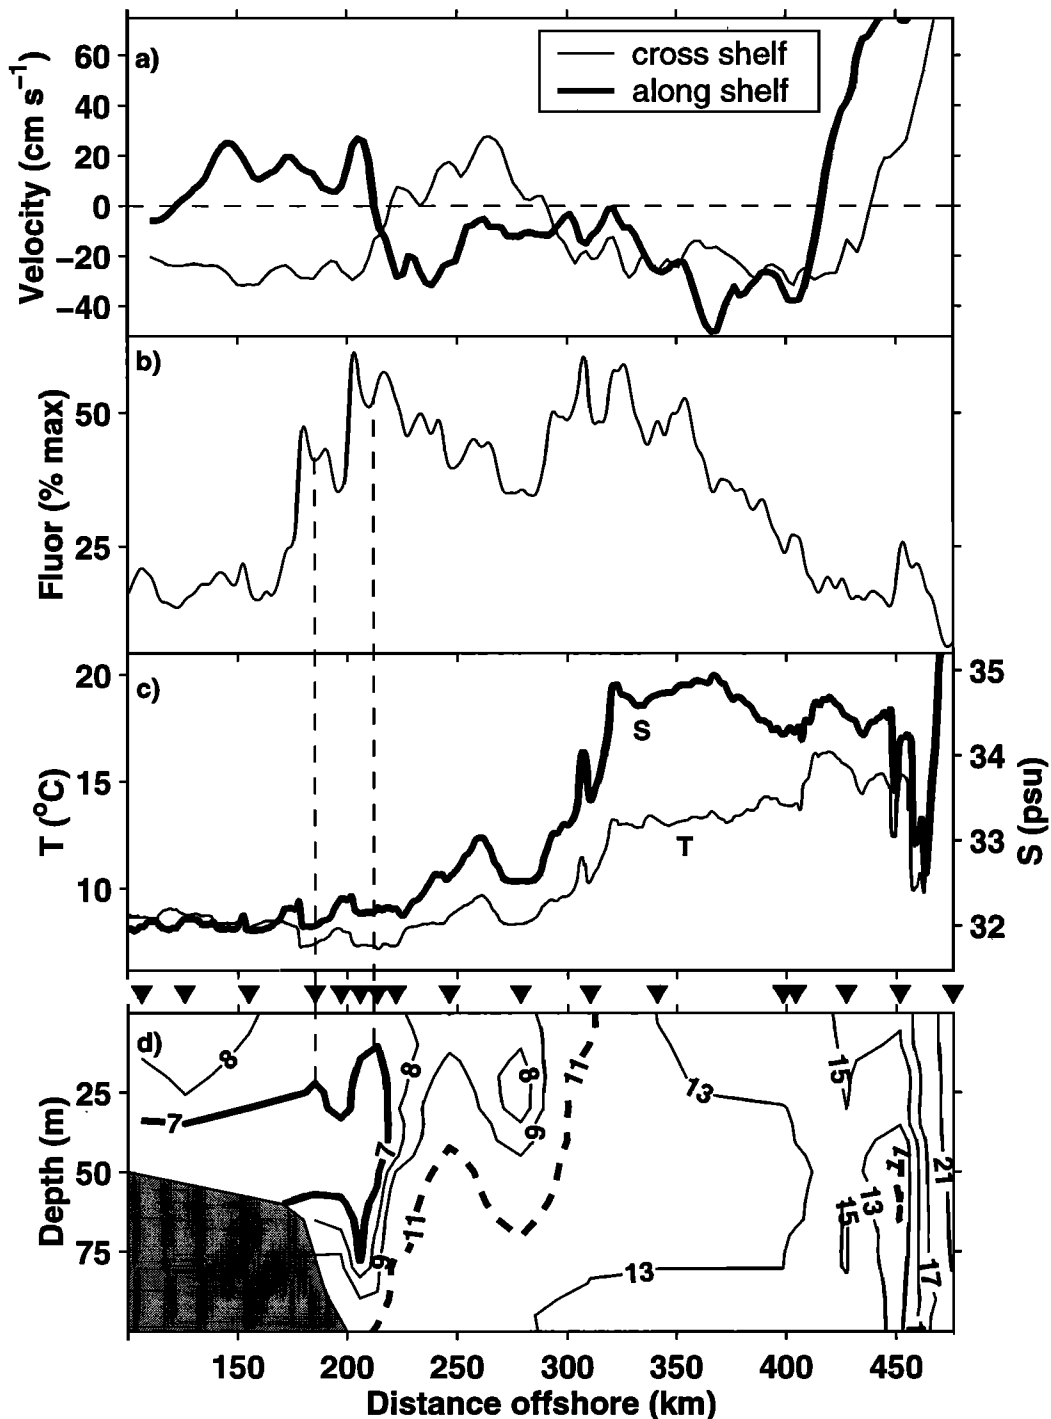 a)
cross shelf
along shelf
Velocity (cm s⁻¹)
60
40
20
0
−20
−40
b)
Fluor (% max)
50
25
c)
T (°C)
20
15
10
S (psu)
35
34
33
32
S
T
d)
Depth (m)
25
50
75
8
7
8
7
9
8
9
11
11
13
13
15
15
13
11
17
21
150 200 250 300 350 400 450
Distance offshore (km)